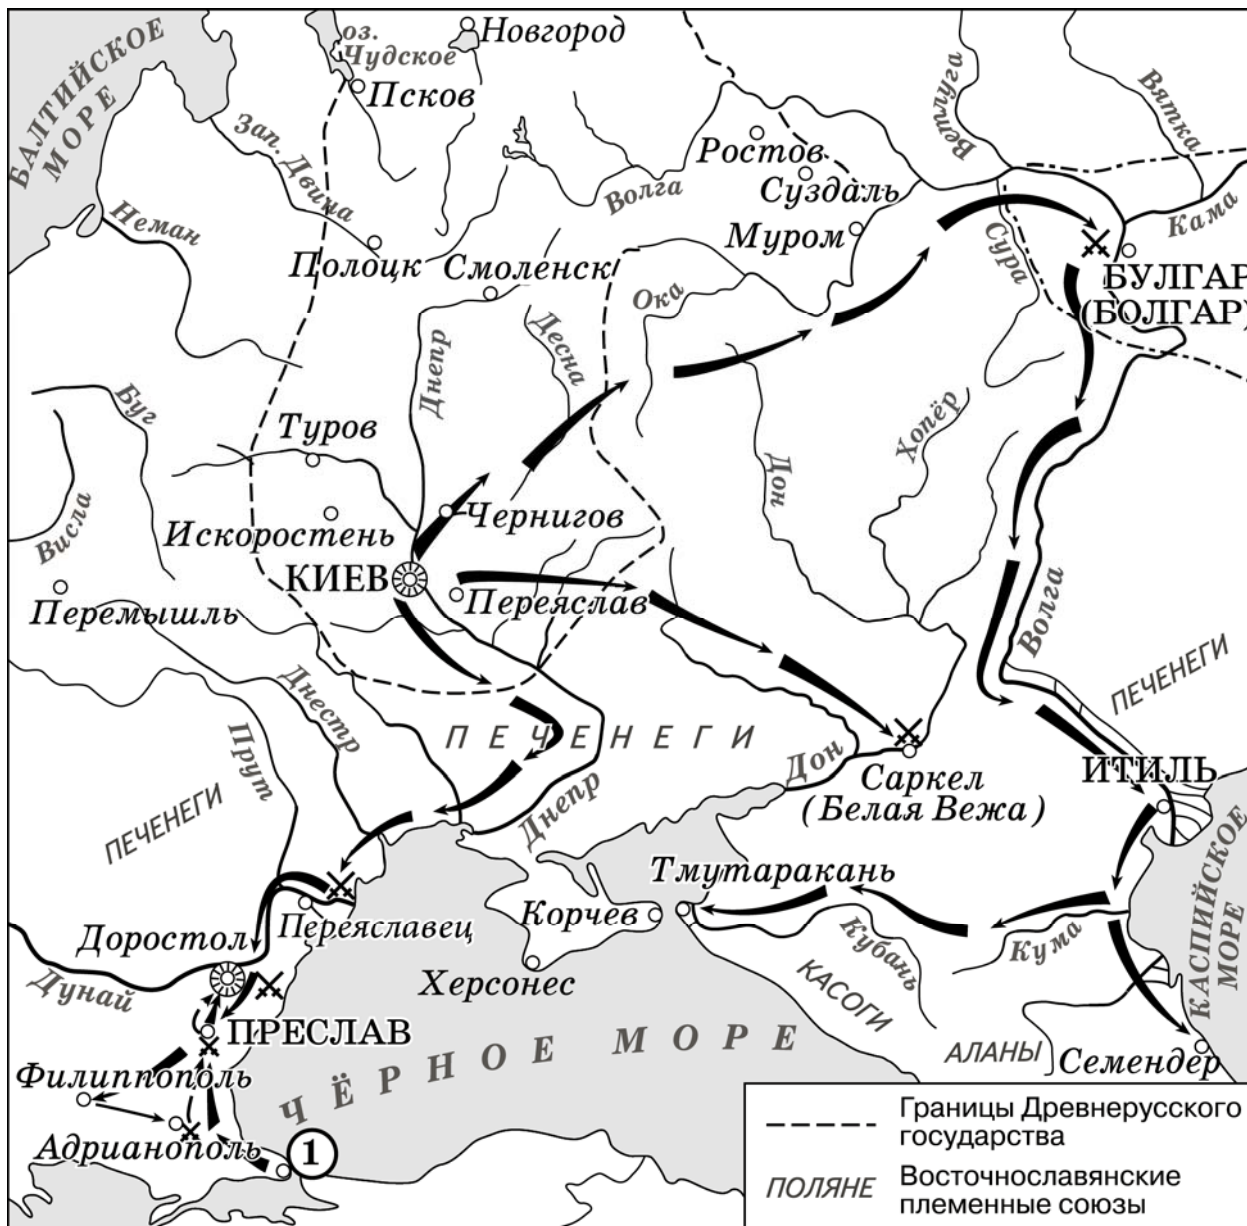 БАЛТИЙСКОЕ
МОРЕ
оз.
Чудское
Новгород
Псков
Зап. Двина
Ростов
Суздаль
Волга
Ветлуга
Вятка
Кама
Неман
Полоцк
Смоленск
Муром
Сура
Ока
БУЛГАР
(БОЛГАР)
Днепр
Десна
Буг
Туров
Дон
Хопёр
Висла
Искоростень
Чернигов
КИЕВ
Переяслав
Перемышль
Волга
ПЕЧЕНЕГИ
Днестр
Прут
ПЕЧЕНЕГИ
ПЕЧЕНЕГИ
Днепр
Дон
Саркел
(Белая Вежа)
ИТИЛЬ
Тмутаракань
КАСПИЙСКОЕ
МОРЕ
Переяславец
Корчев
Доростол
Дунай
Херсонес
Кубань
Кума
КАСОГИ
ПРЕСЛАВ
ЧЁРНОЕ МОРЕ
АЛАНЫ
Семендер
Филиппополь
Адрианополь
1
Границы Древнерусского
государства
ПОЛЯНЕ
Восточнославянские
племенные союзы